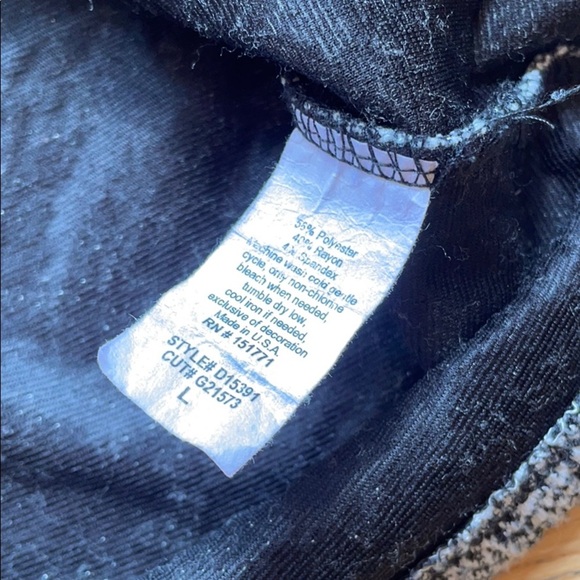 56% Polyester
40% Rayon
4% Spandex
Machine wash cold gentle
cycle, only non-chlorine
bleach when needed,
tumble dry low,
cool iron if needed,
exclusive of decoration
Made in U.S.A.
RN # 151771
STYLE# D15391
CUT# G21573
L